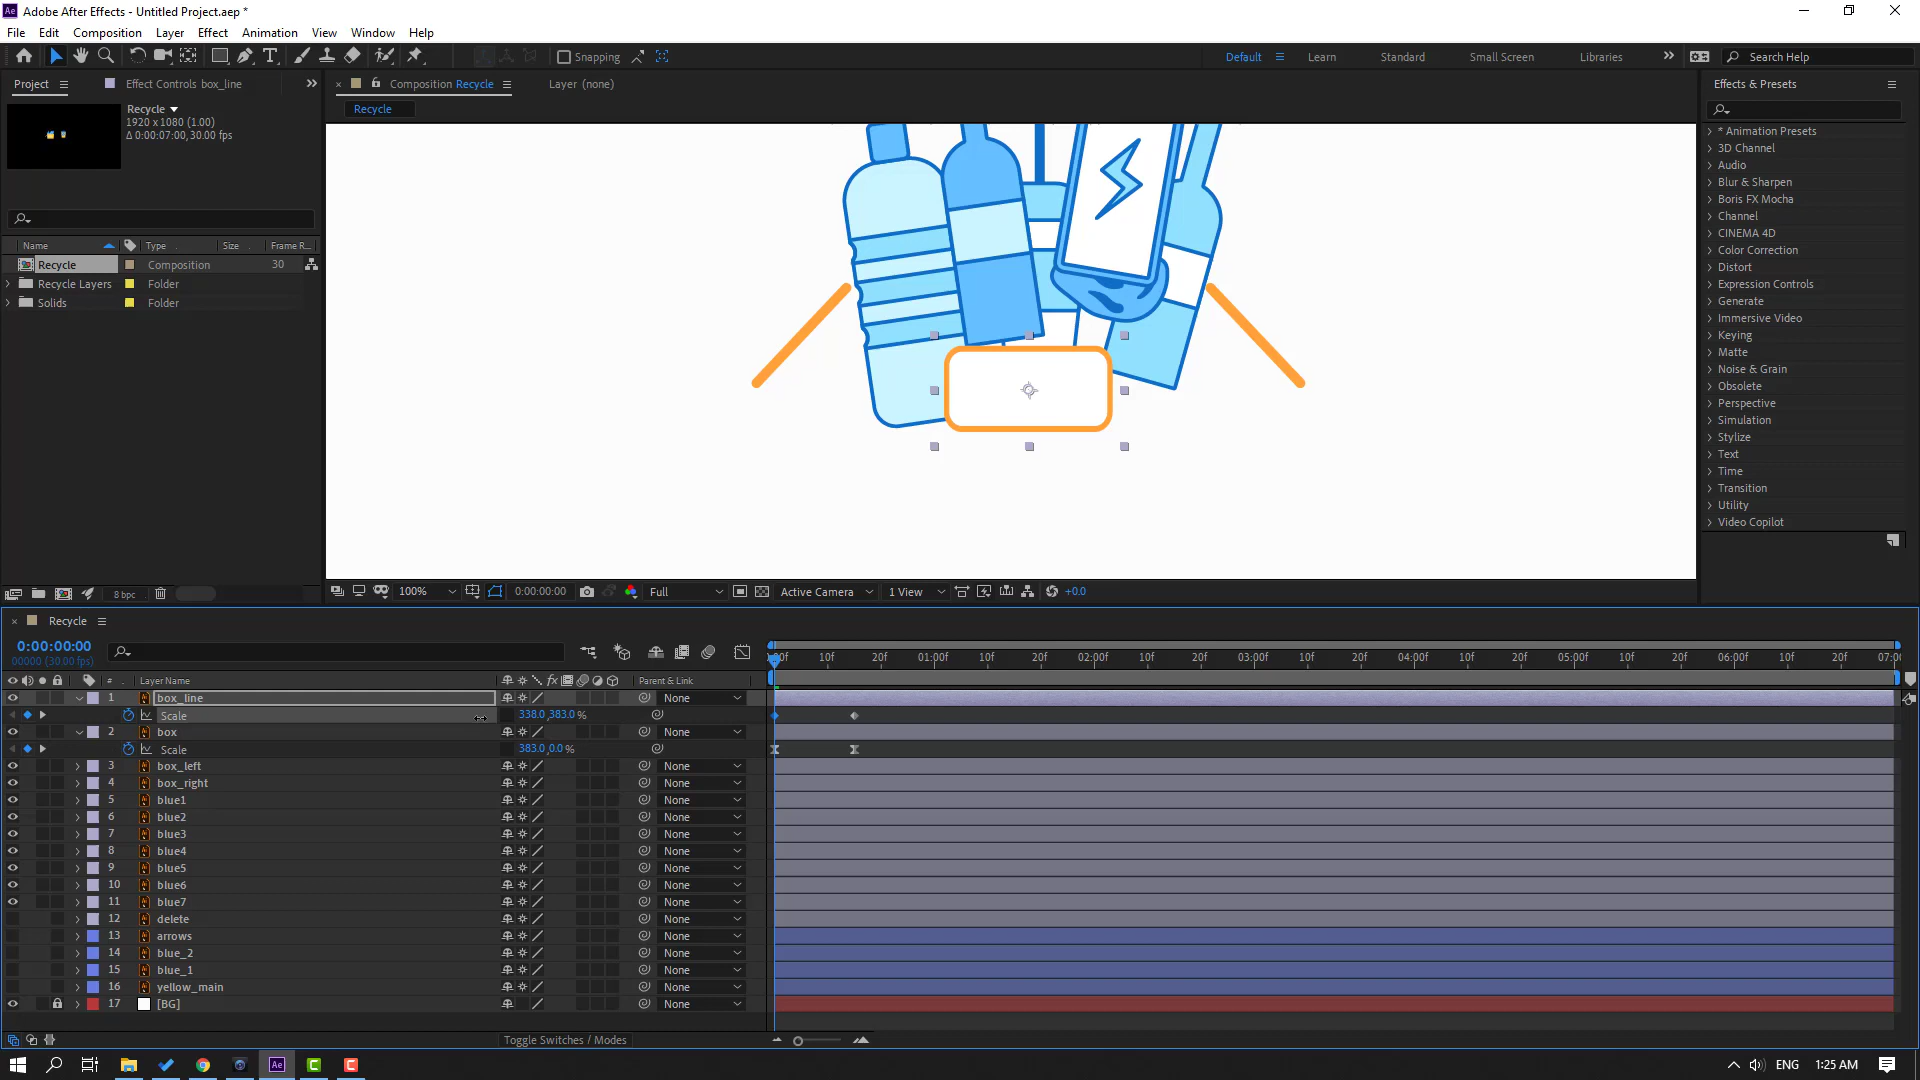 Adobe After Effects - Untitled Project.aep *
File Edit Composition Layer Effect Animation View Window Help
Snapping Default Learn Standard Small Screen Libraries Search Help
Project Effect Controls box_line Composition Recycle Layer (none) Effects & Presets
Recycle
1920 x 1080 (1.00)
Δ 0:00:07:00, 30.00 fps
Recycle
Name Type Size Frame R...
Recycle Composition 30
Recycle Layers Folder
Solids Folder
* Animation Presets
3D Channel
Audio
Blur & Sharpen
Boris FX Mocha
Channel
CINEMA 4D
Color Correction
Distort
Expression Controls
Generate
Immersive Video
Keying
Matte
Noise & Grain
Obsolete
Perspective
Simulation
Stylize
Text
Time
Transition
Utility
Video Copilot
8 bpc
100% 0:00:00:00 Full Active Camera 1 View +0.0
Recycle
0:00:00:00
00000 (30.00 fps)
10f 20f 01:00f 10f 20f 02:00f 10f 20f 03:00f 10f 20f 04:00f 10f 20f 05:00f 10f 20f 06:00f 10f 20f 07:00
# Layer Name fx Parent & Link
1 box_line None
Scale 338.0,383.0 %
2 box None
Scale 383.0,0.0 %
3 box_left None
4 box_right None
5 blue1 None
6 blue2 None
7 blue3 None
8 blue4 None
9 blue5 None
10 blue6 None
11 blue7 None
12 delete None
13 arrows None
14 blue_2 None
15 blue_1 None
16 yellow_main None
17 [BG] None
Toggle Switches / Modes
Ae ENG 1:25 AM